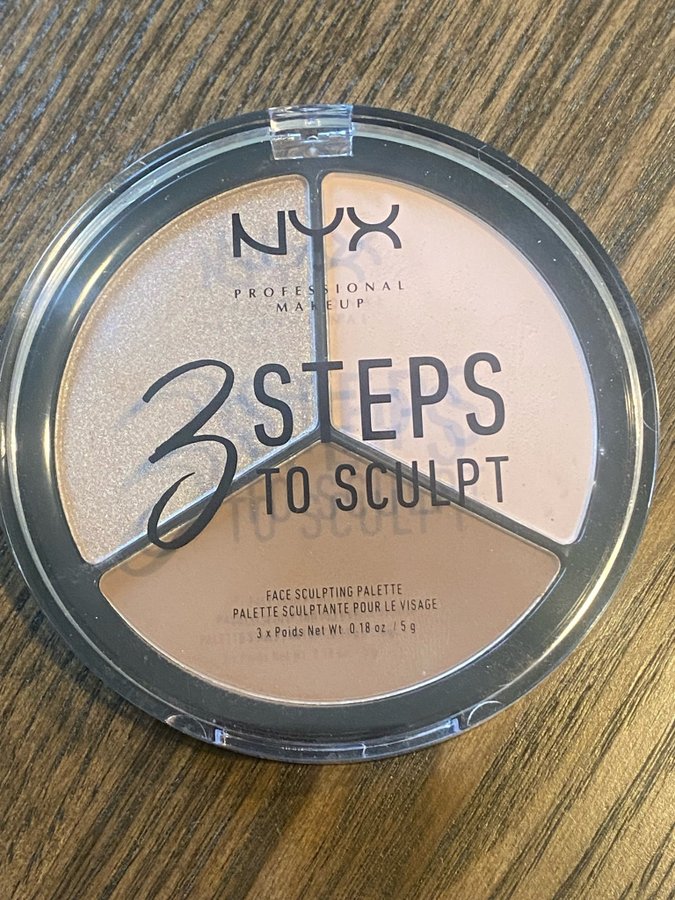 NYX
PROFESSIONAL
MAKEUP
3 STEPS
TO SCULPT
FACE SCULPTING PALETTE
PALETTE SCULPTANTE POUR LE VISAGE
3 x Poids Net Wt. 0.18 oz. / 5 g